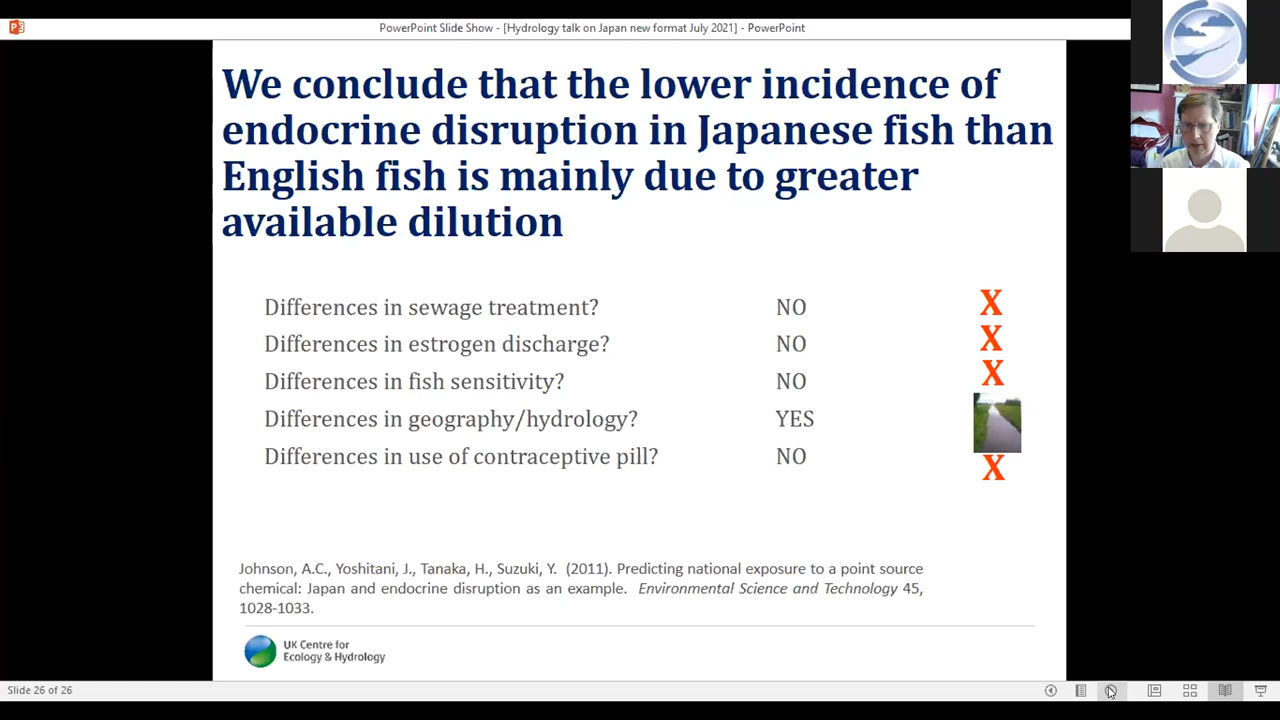 PowerPoint Slide Show - [Hydrology talk on Japan new format July 2021] - PowerPoint
We conclude that the lower incidence of
endocrine disruption in Japanese fish than
English fish is mainly due to greater
available dilution
Differences in sewage treatment? NO X
Differences in estrogen discharge? NO X
Differences in fish sensitivity? NO X
Differences in geography/hydrology? YES
Differences in use of contraceptive pill? NO X
Johnson, A.C., Yoshitani, J., Tanaka, H., Suzuki, Y. (2011). Predicting national exposure to a point source
chemical: Japan and endocrine disruption as an example. Environmental Science and Technology 45,
1028-1033.
UK Centre for
Ecology & Hydrology
Slide 26 of 26